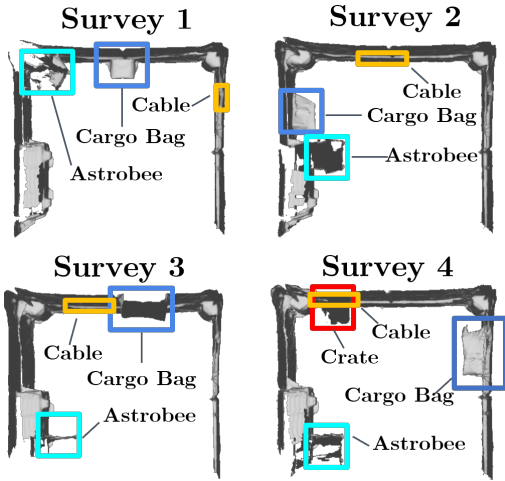 Survey 1
Cable
Cargo Bag
Astrobee
Survey 2
Cable
Cargo Bag
Astrobee
Survey 3
Cable
Cargo Bag
Astrobee
Survey 4
Cable
Crate
Cargo Bag
Astrobee